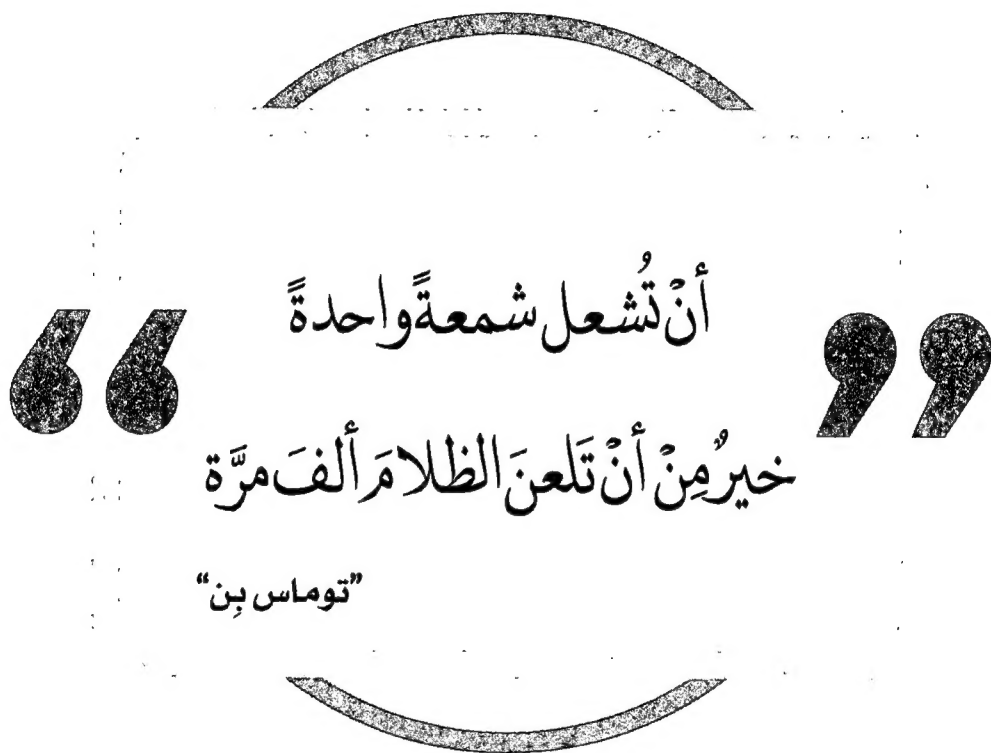 أنْ تُشعل شمعةً واحدةً
خيرٌ مِنْ أنْ تَلعنَ الظلامَ ألفَ مرَّة
”توماس بِن“